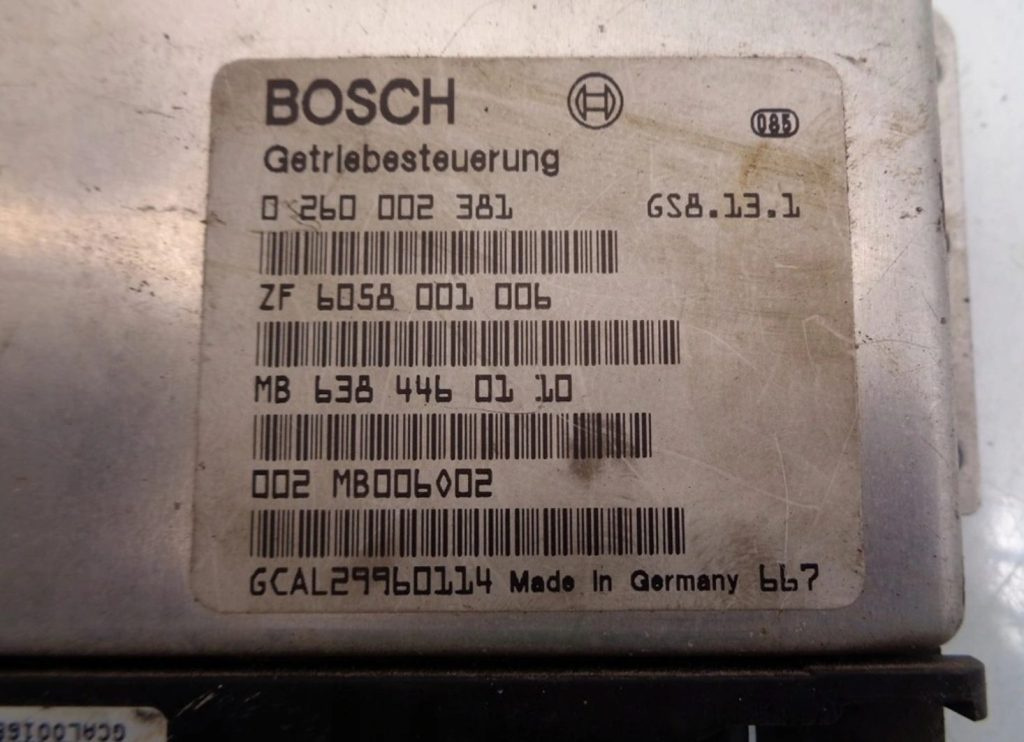 BOSCH
085
Getriebesteuerung
0 260 002 381 GS8.13.1
ZF 6058 001 006
MB 638 446 01 10
002 MB006002
GCAL29960114 Made in Germany 667